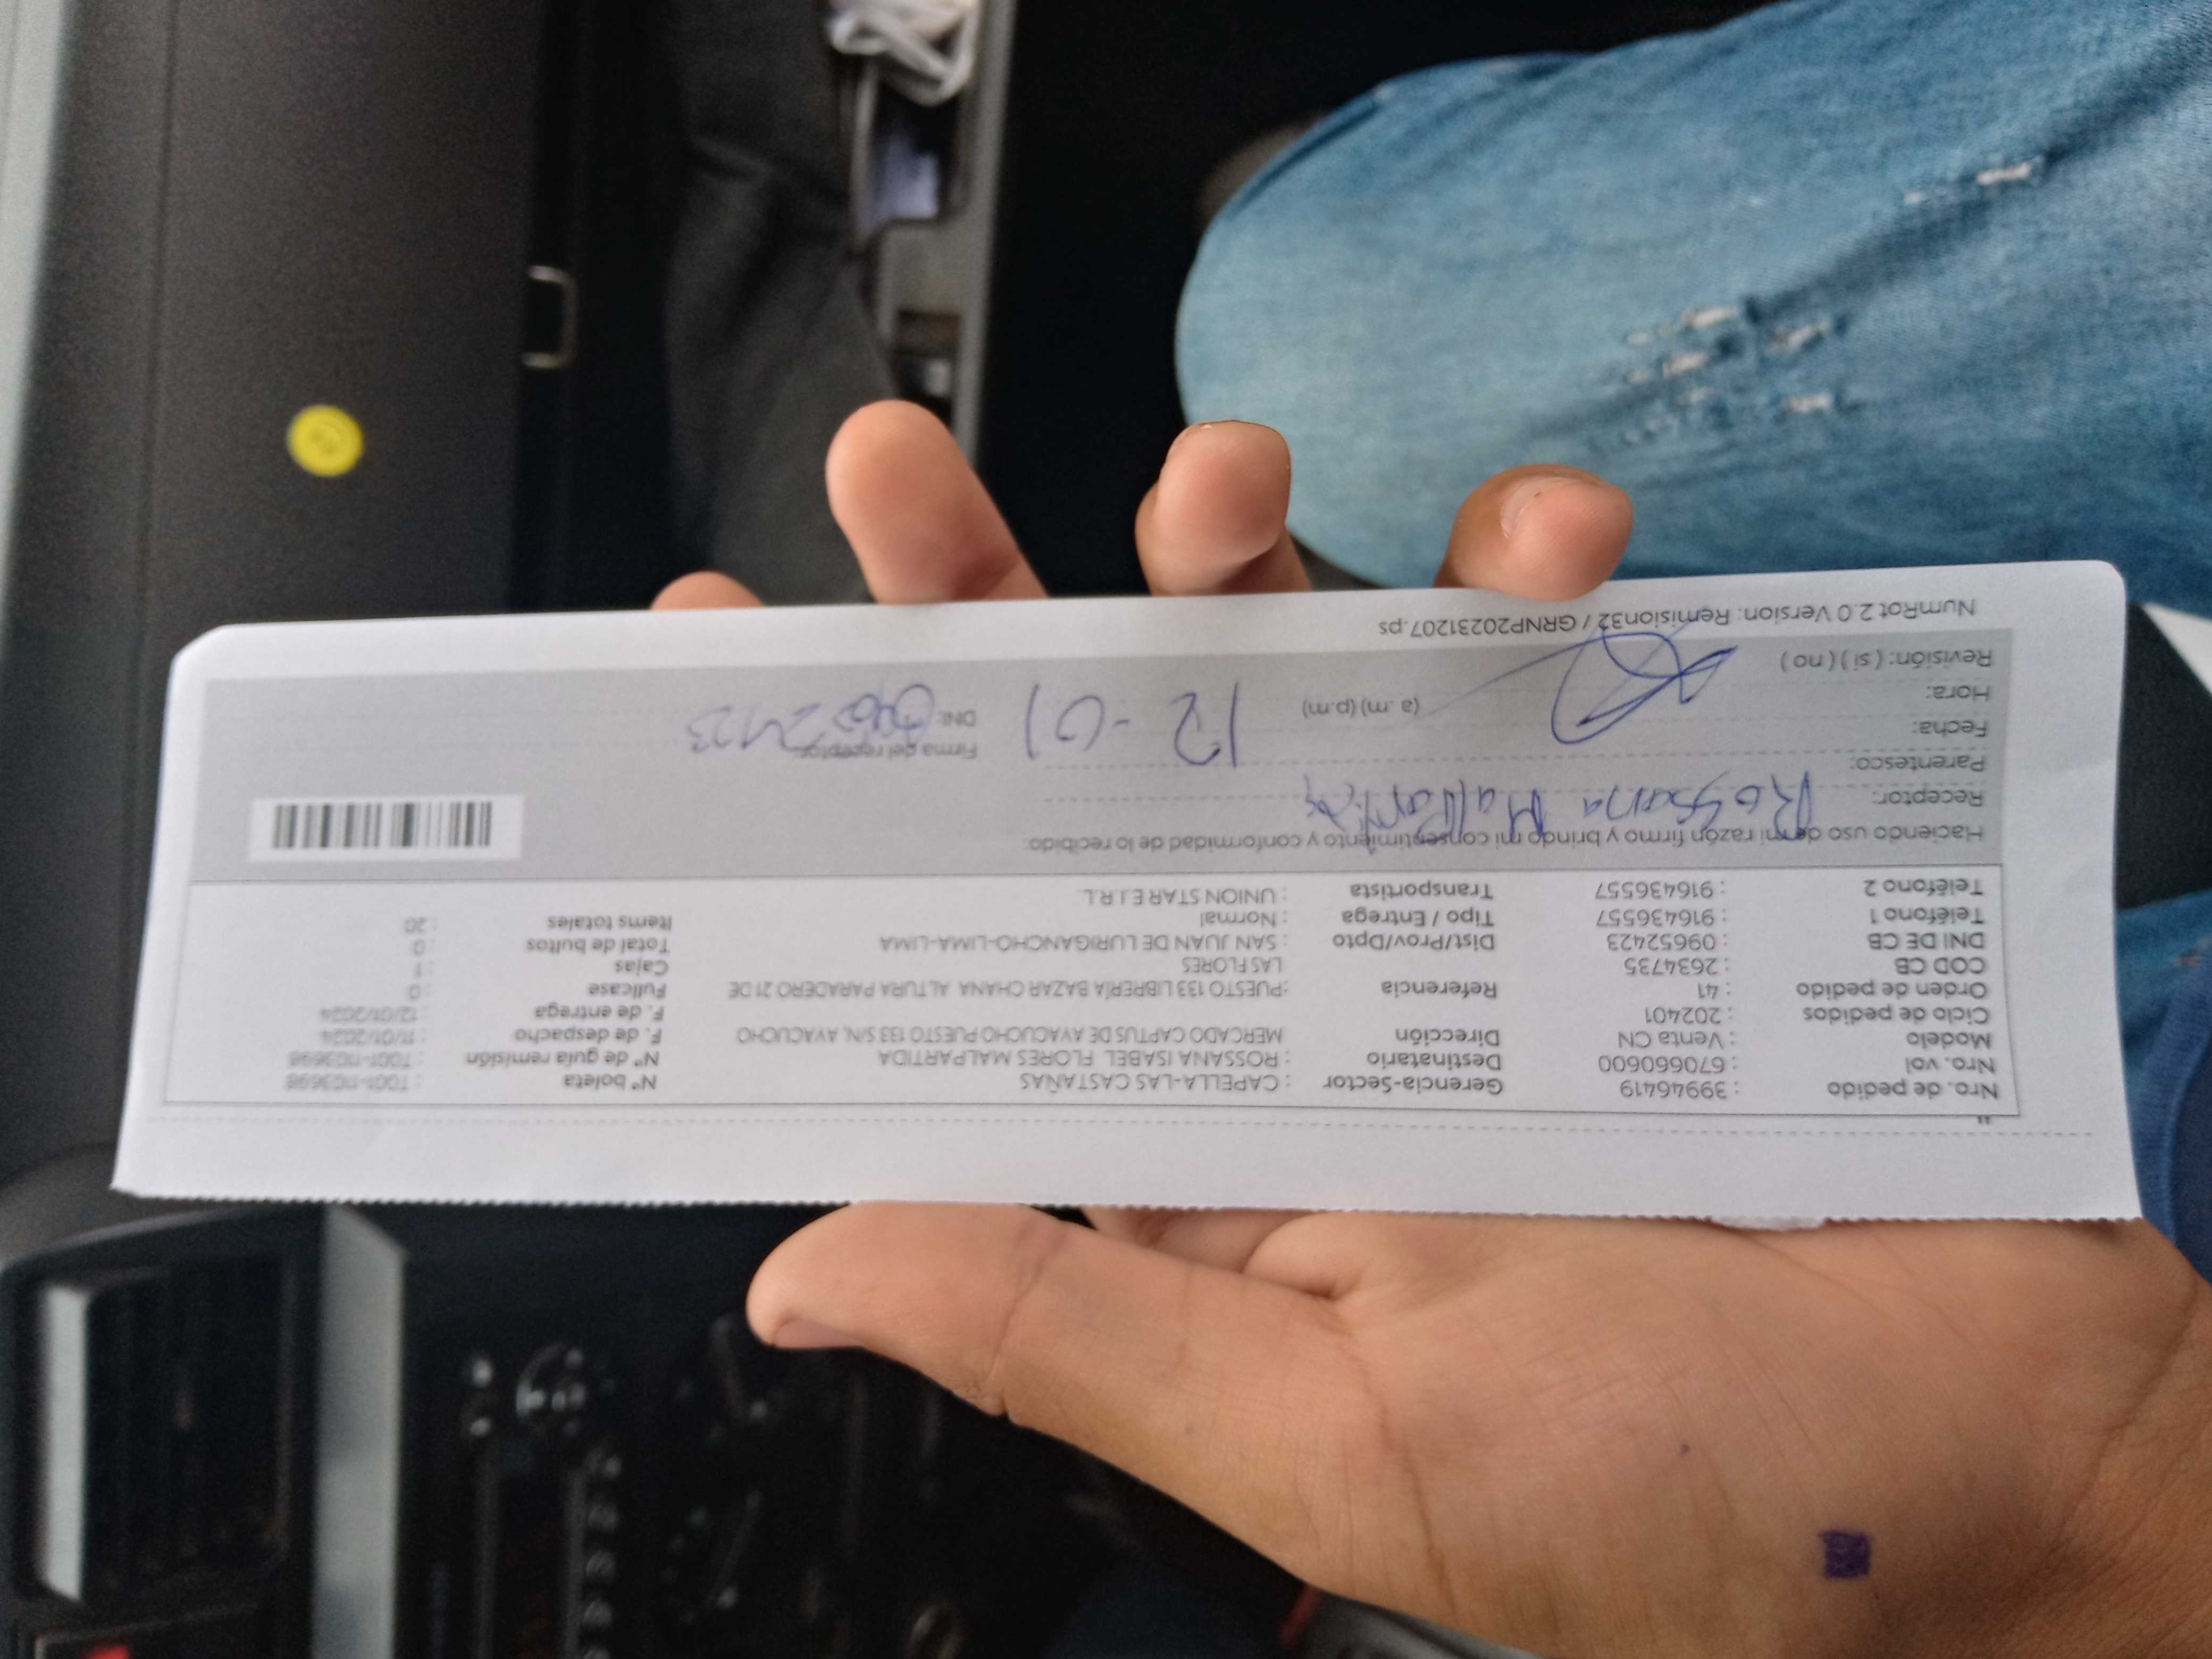 Nro. de pedido : 39946419 Gerencia-Sector : CAPELLA-LAS CASTAÑAS N° boleta : T001-1103698
Nro. vol : 670660600 Destinatario : ROSSANA ISABEL FLORES MALPARTIDA N° de guía remisión : T001-1103698
Modelo : Venta CN Dirección MERCADO CAPTUS DE AYACUCHO PUESTO 133 S/N, AYACUCHO F. de despacho : 11/01/2024
Ciclo de pedidos : 202401 F. de entrega : 12/01/2024
Orden de pedido : 41 Referencia :PUESTO 133 LIBRERÍA BAZAR CHANA ALTURA PARADERO 21 DE Fullcase : 0
COD CB : 2634735 LAS FLORES Cajas : 1
DNI DE CB : 09652423 Dist/Prov/Dpto : SAN JUAN DE LURIGANCHO-LIMA-LIMA Total de bultos : 0
Teléfono 1 : 916436557 Tipo / Entrega : Normal Items totales : 20
Teléfono 2 : 916436557 Transportista : UNION STAR E.I.R.L.
Haciendo uso de mi razón firmo y brindo mi consentimiento y conformidad de lo recibido:
Receptor: Rossana Malpartida
Parentesco:
Fecha: 12-01 Firma del receptor
Hora: (a. m) (p.m) DNI:
Revisión: ( si ) ( no )
NumRot 2.0 Version: Remision32 / GRNP20231207.ps